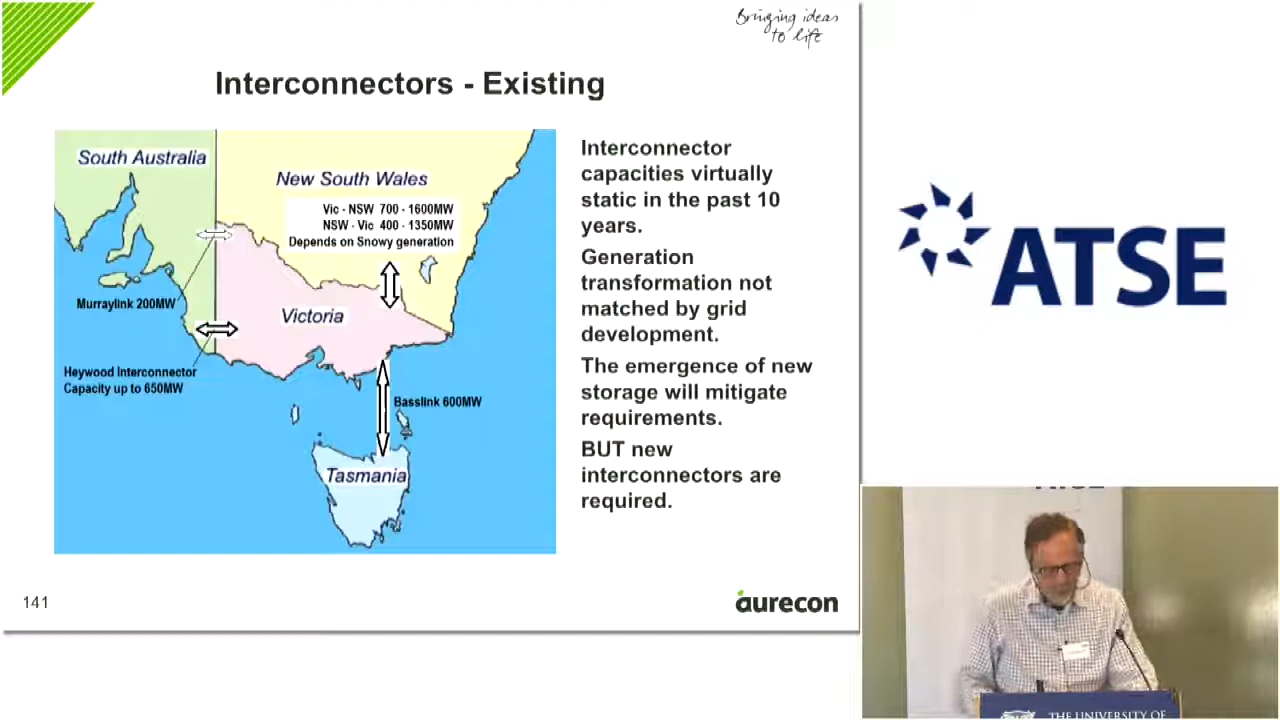 Bringing ideas
to life
Interconnectors - Existing
South Australia
New South Wales
Vic - NSW 700 - 1600MW
NSW - Vic 400 - 1350MW
Depends on Snowy generation
Murraylink 200MW
Victoria
Heywood Interconnector
Capacity up to 650MW
Basslink 600MW
Tasmania
Interconnector
capacities virtually
static in the past 10
years.
Generation
transformation not
matched by grid
development.
The emergence of new
storage will mitigate
requirements.
BUT new
interconnectors are
required.
141
aurecon
ATSE
THE UNIVERSITY OF